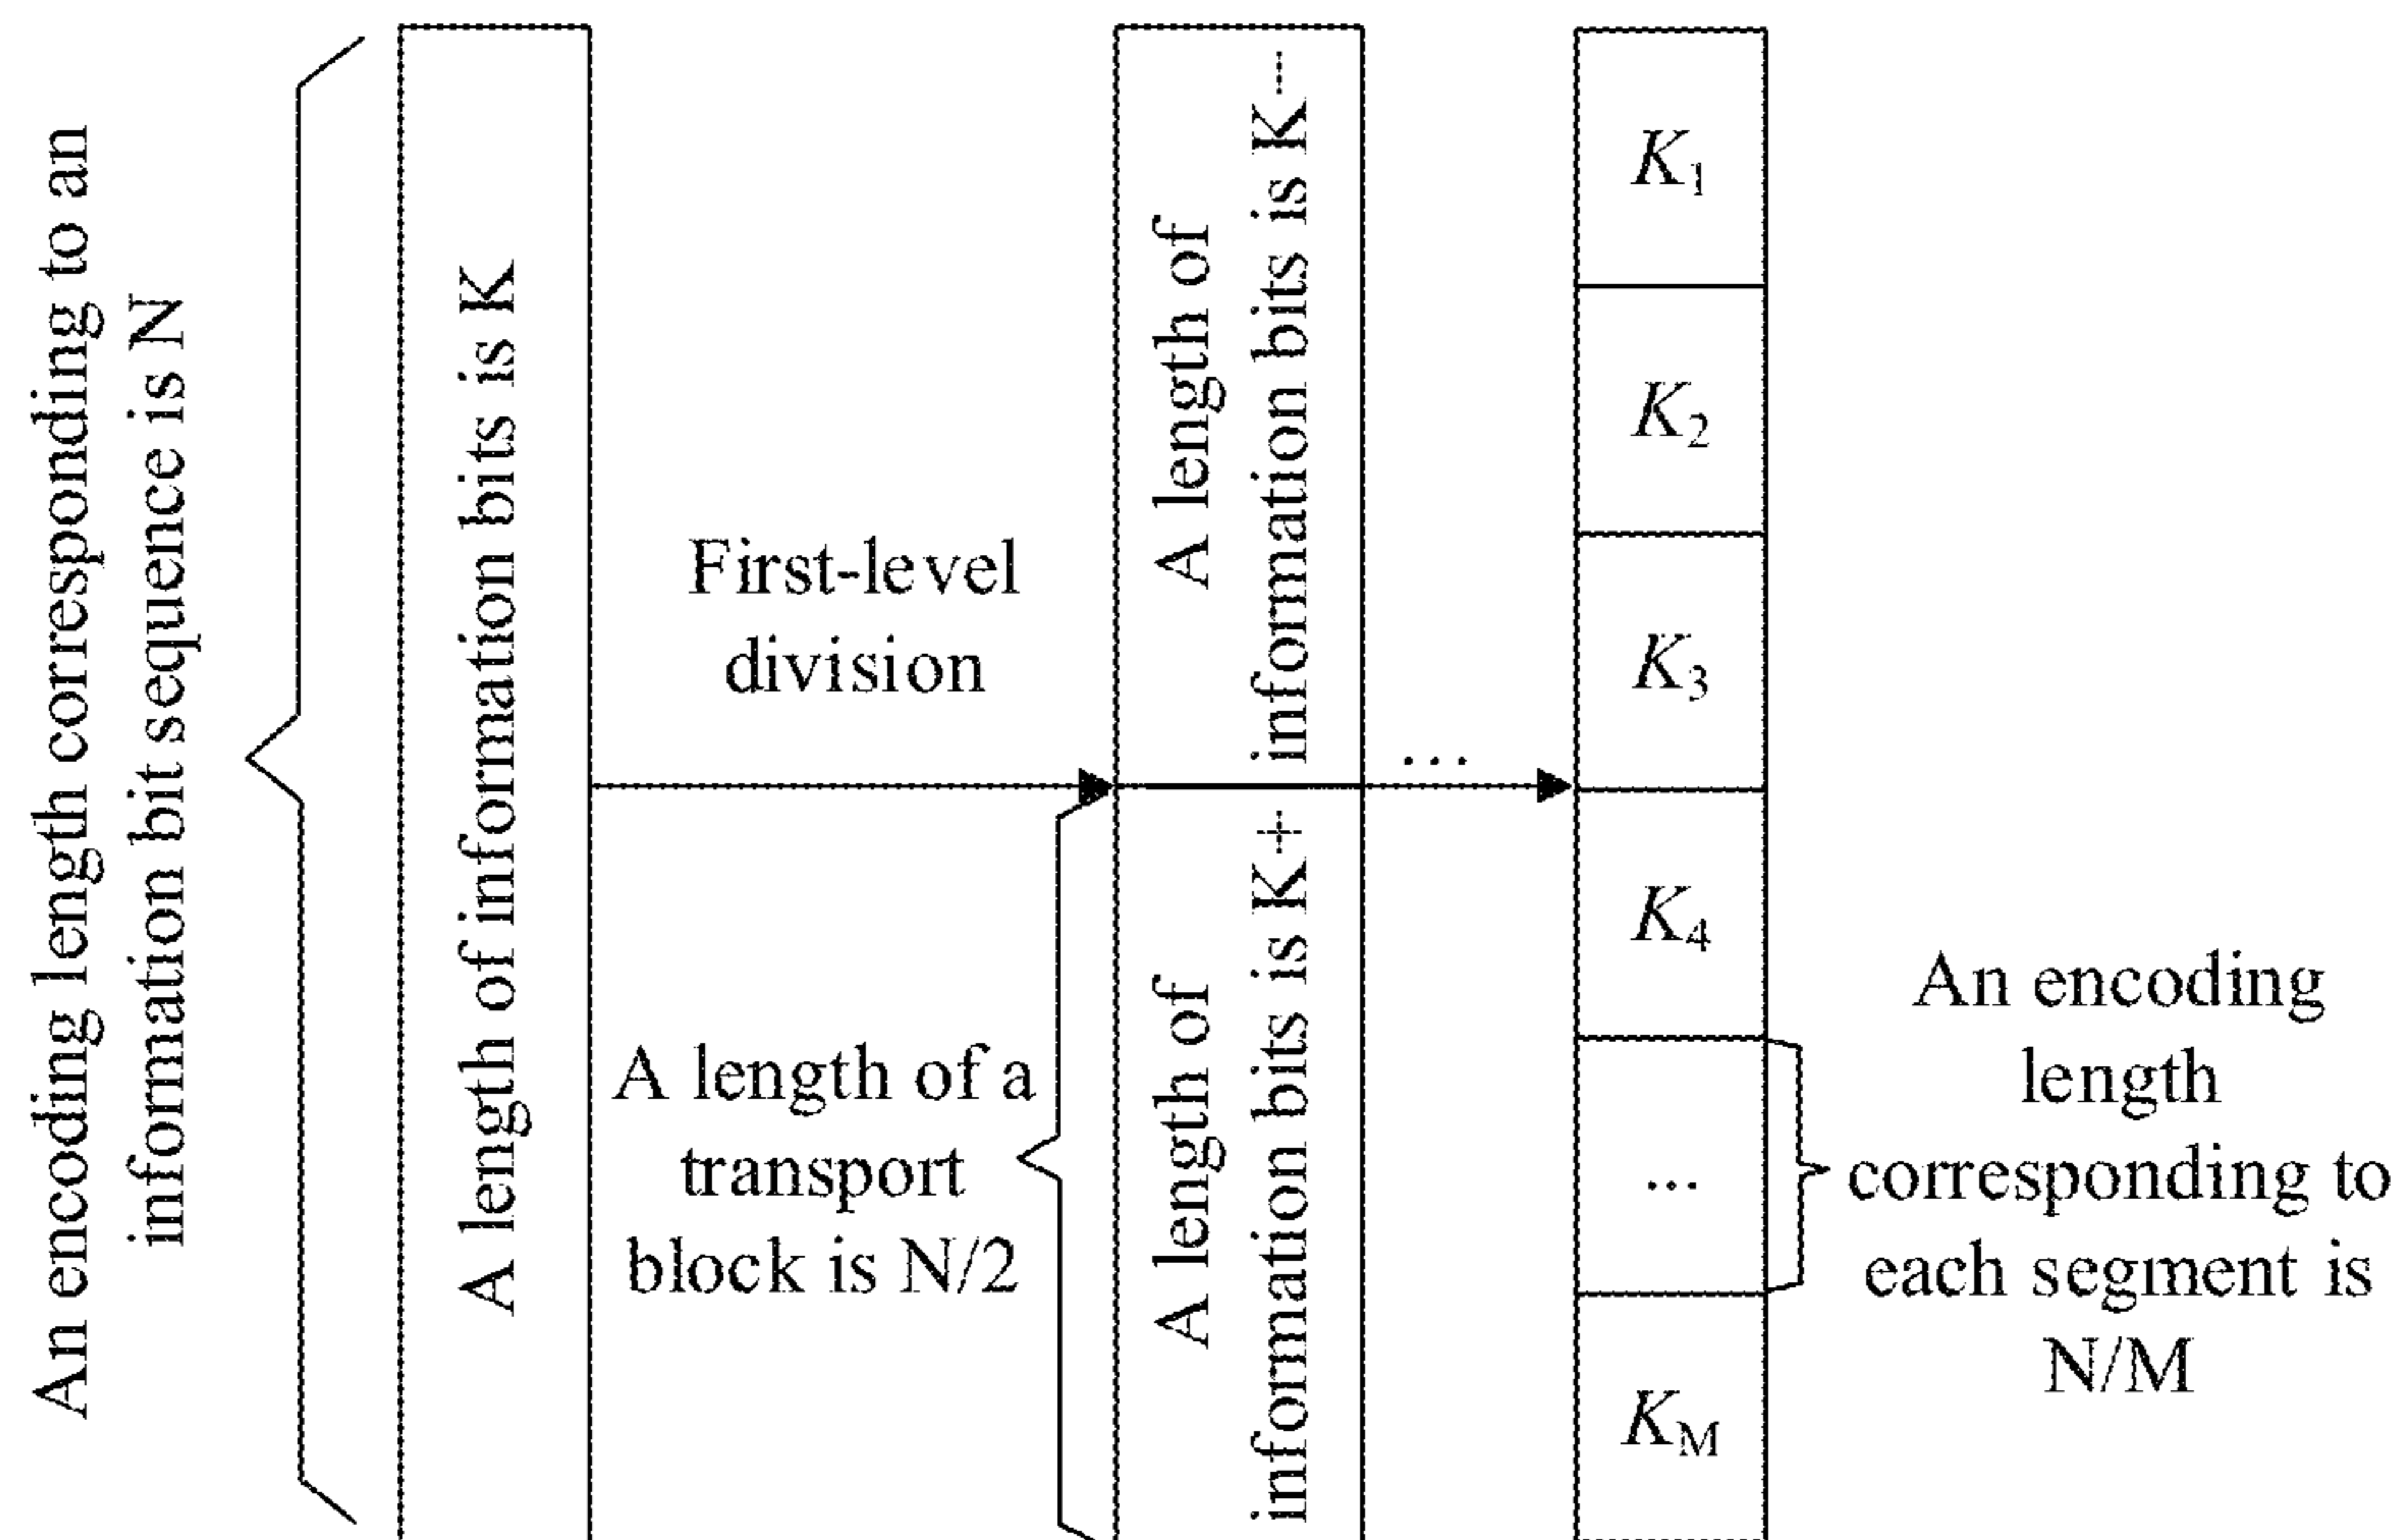 An encoding length corresponding to an
information bit sequence is N
A length of information bits is K
First-level
division
A length of a
transport
block is N/2
A length of
information bits is K-
A length of
information bits is K+
...
K1
K2
K3
K4
...
KM
An encoding
length
corresponding to
each segment is
N/M